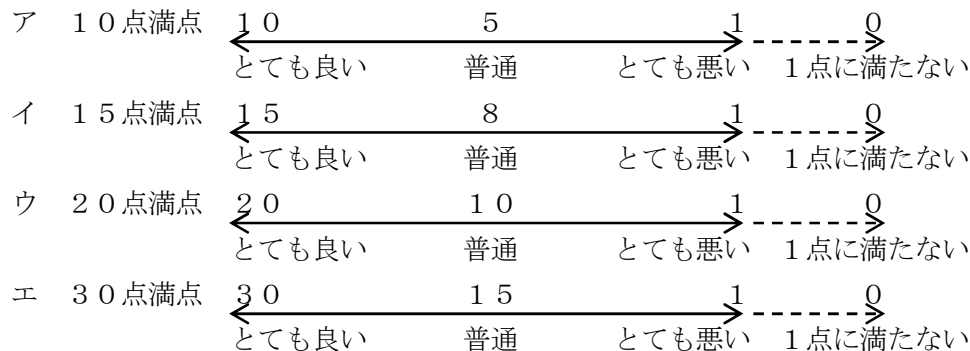 ア　１０点満点　１０　５　１　０
とても良い　普通　とても悪い　１点に満たない
イ　１５点満点　１５　８　１　０
とても良い　普通　とても悪い　１点に満たない
ウ　２０点満点　２０　１０　１　０
とても良い　普通　とても悪い　１点に満たない
エ　３０点満点　３０　１５　１　０
とても良い　普通　とても悪い　１点に満たない